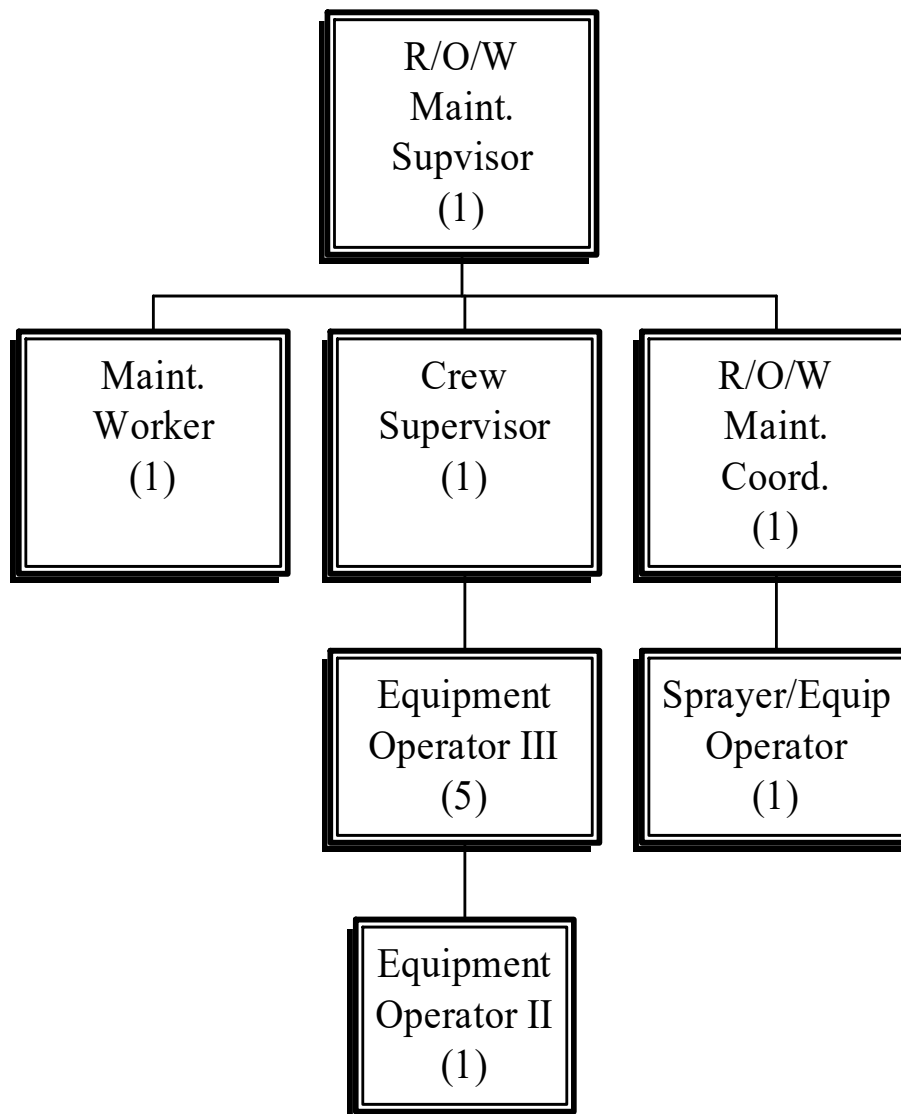 R/O/W
Maint.
Supvisor
(1)
Maint.
Worker
(1)
Crew
Supervisor
(1)
R/O/W
Maint.
Coord.
(1)
Equipment
Operator III
(5)
Sprayer/Equip
Operator
(1)
Equipment
Operator II
(1)